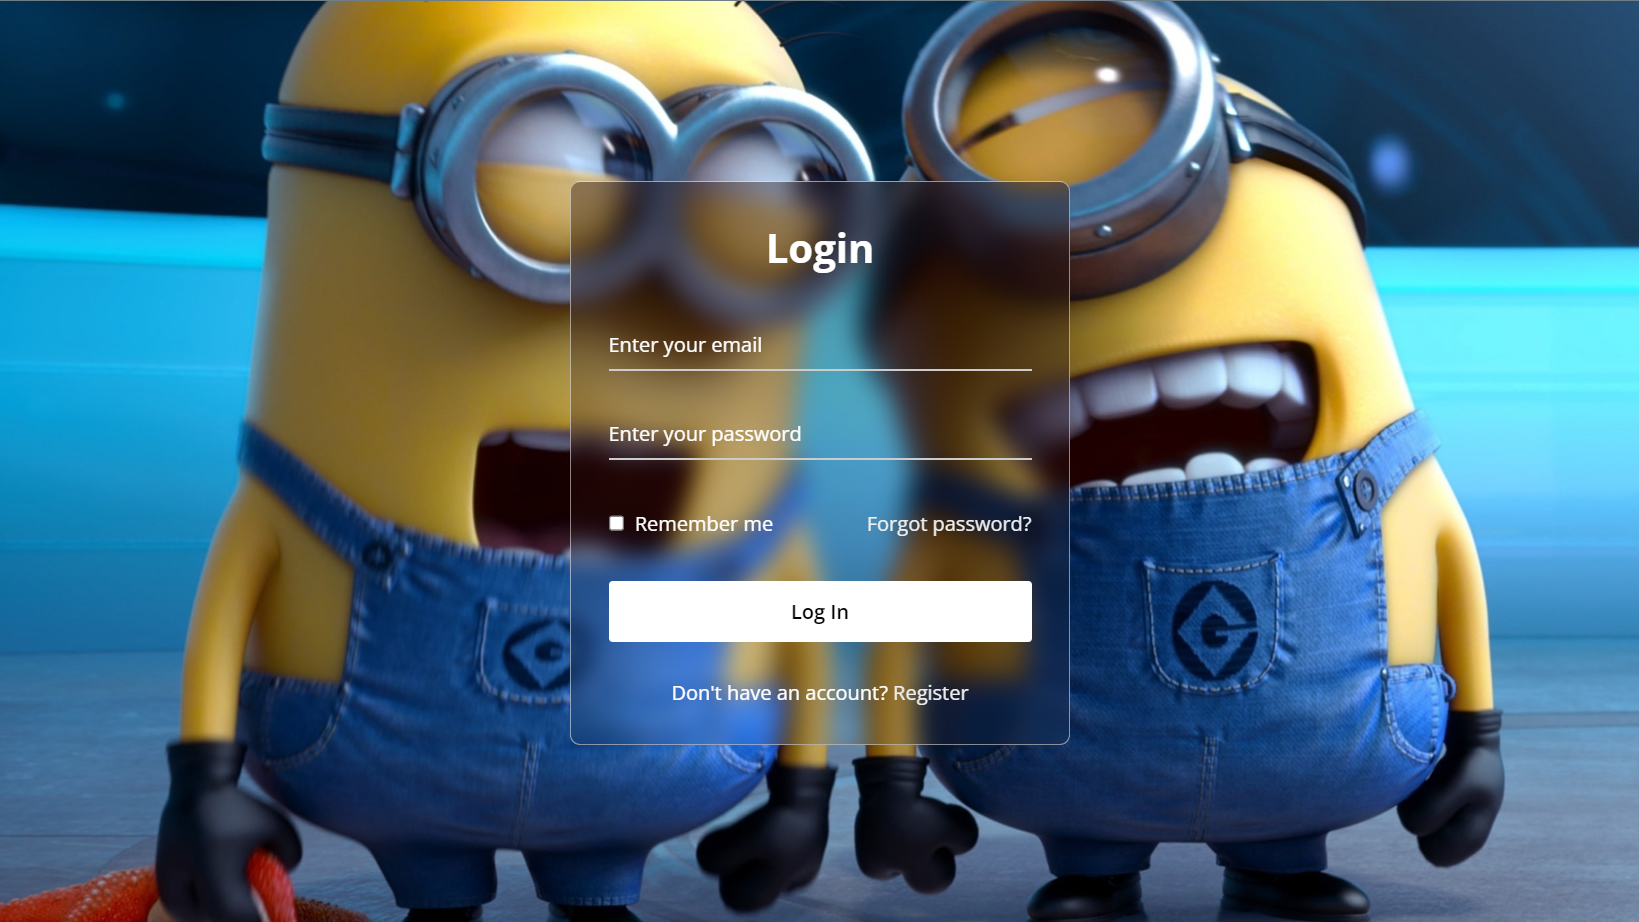 Login
Enter your email
Enter your password
Remember me
Forgot password?
Log In
Don't have an account? Register